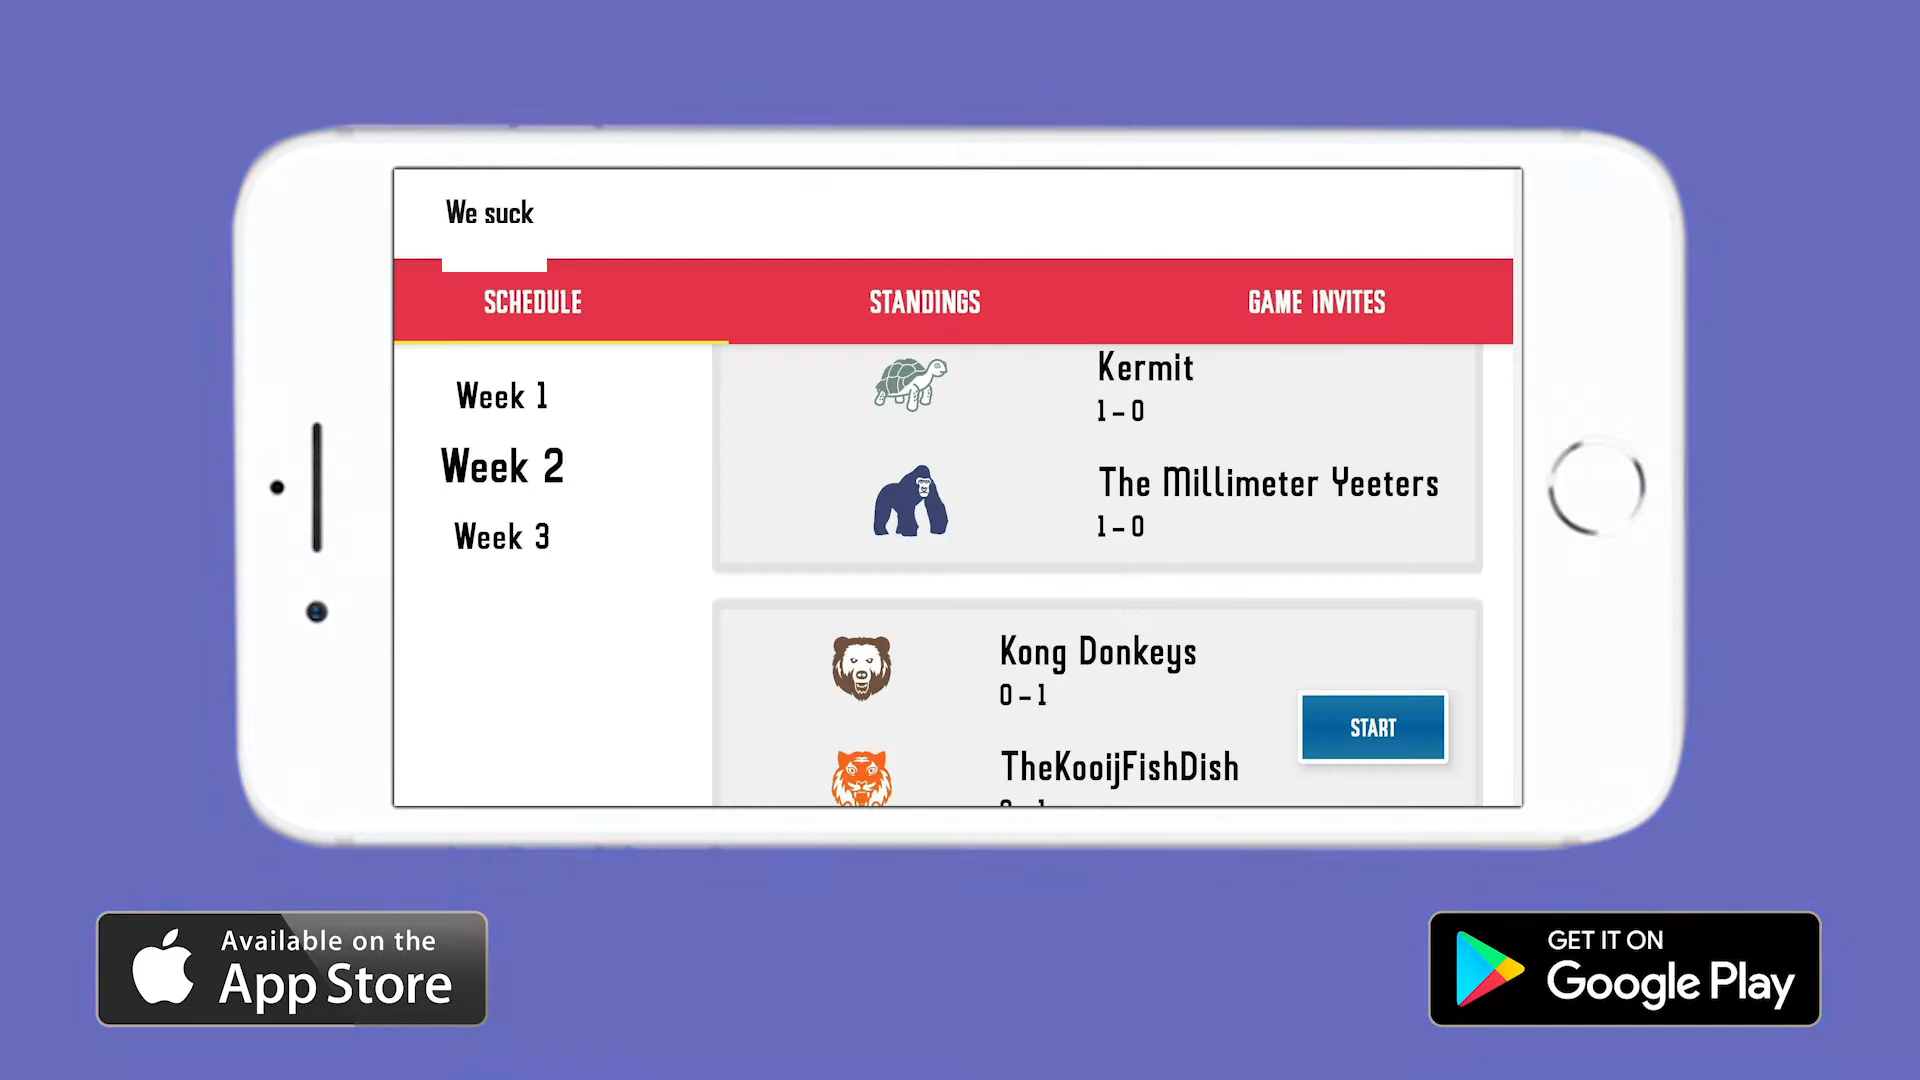 We suck
SCHEDULE
STANDINGS
GAME INVITES
Week 1
Week 2
Week 3
Kermit
1 – 0
The Millimeter Yeeters
1 – 0
Kong Donkeys
0 – 1
START
TheKooijFishDish
Available on the
App Store
GET IT ON
Google Play